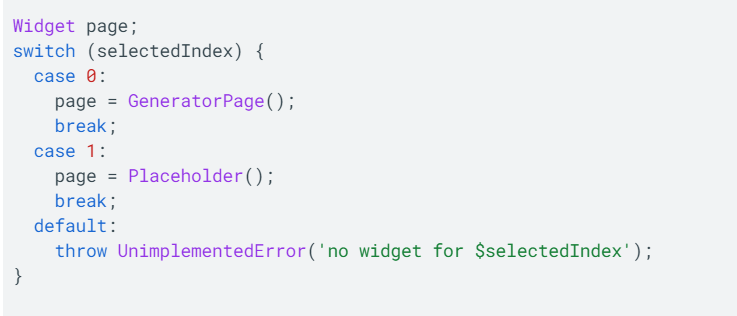 Widget page;
switch (selectedIndex) {
  case 0:
    page = GeneratorPage();
    break;
  case 1:
    page = Placeholder();
    break;
  default:
    throw UnimplementedError('no widget for $selectedIndex');
}